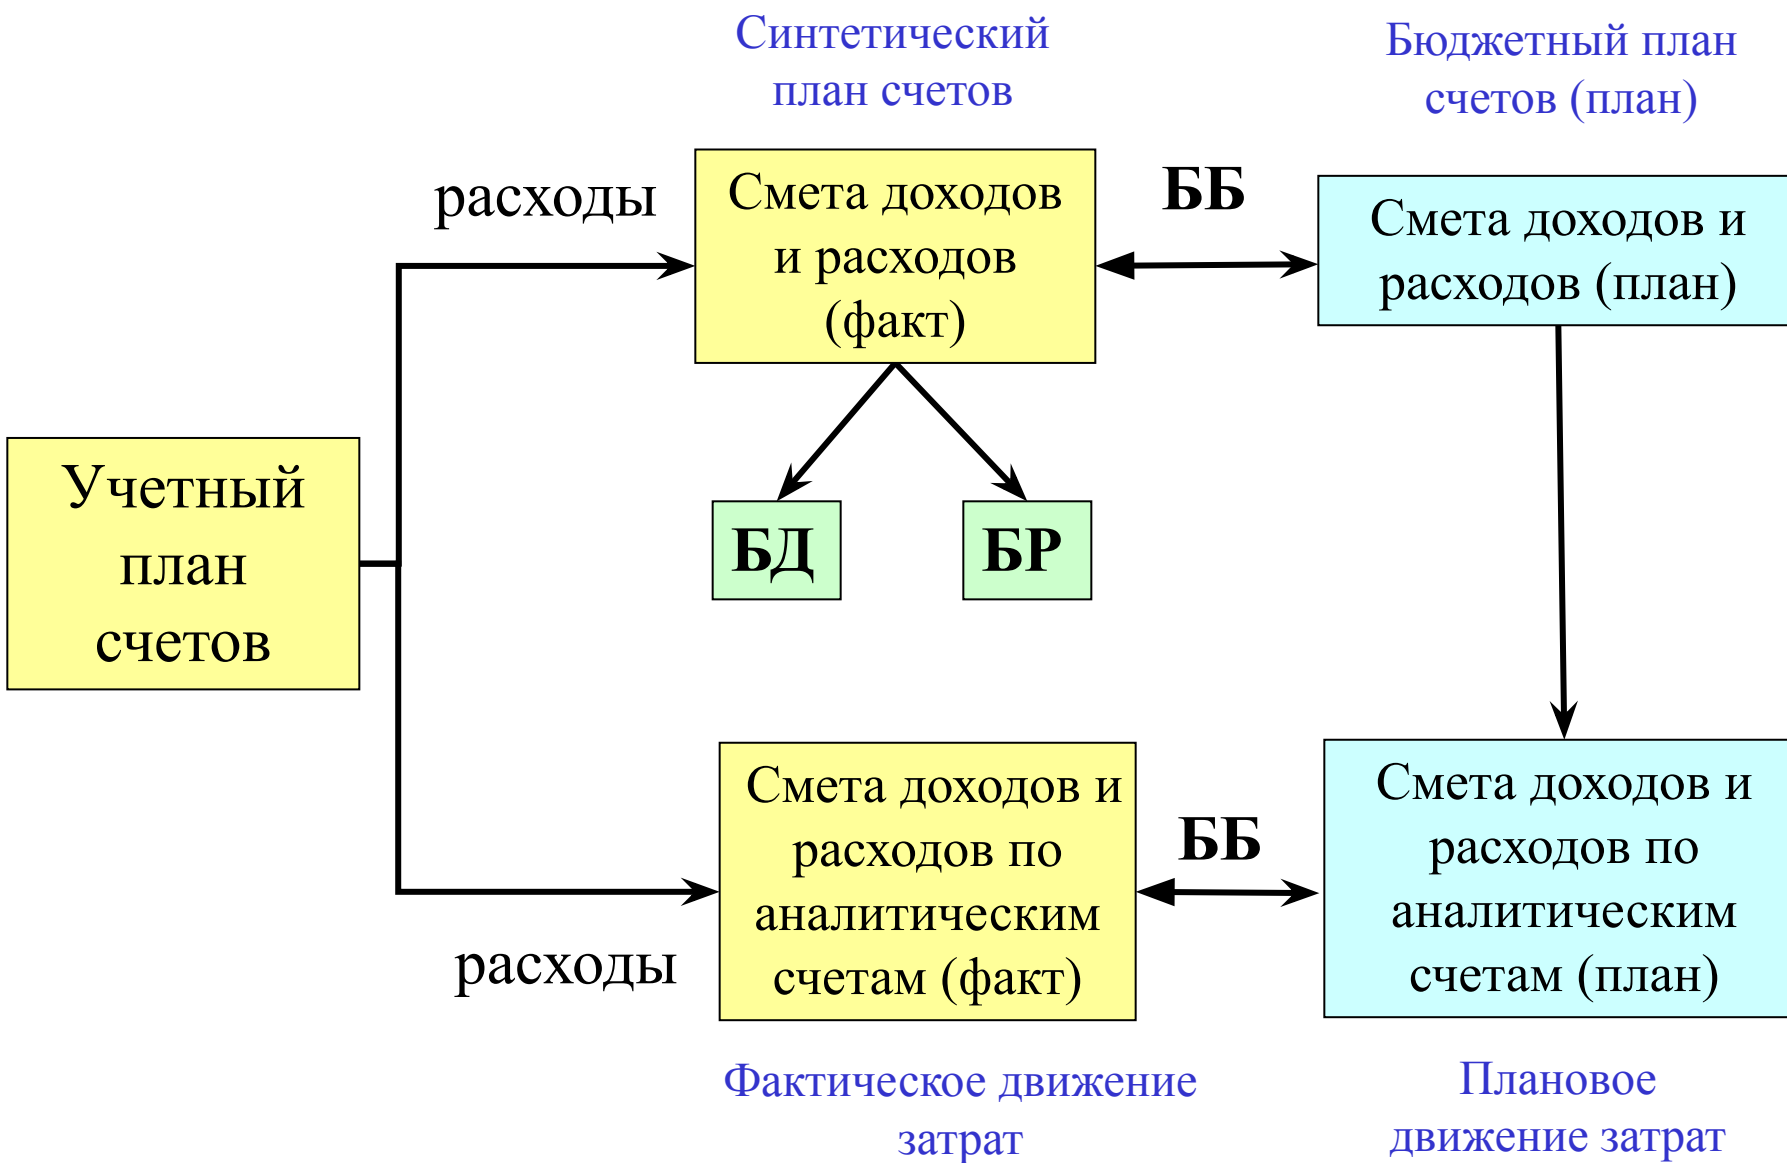 Синтетический
план счетов
Бюджетный план
счетов (план)
расходы
Смета доходов
и расходов
(факт)
ББ
Смета доходов и
расходов (план)
Учетный
план
счетов
БД
БР
расходы
Смета доходов и
расходов по
аналитическим
счетам (факт)
ББ
Смета доходов и
расходов по
аналитическим
счетам (план)
Фактическое движение
затрат
Плановое
движение затрат